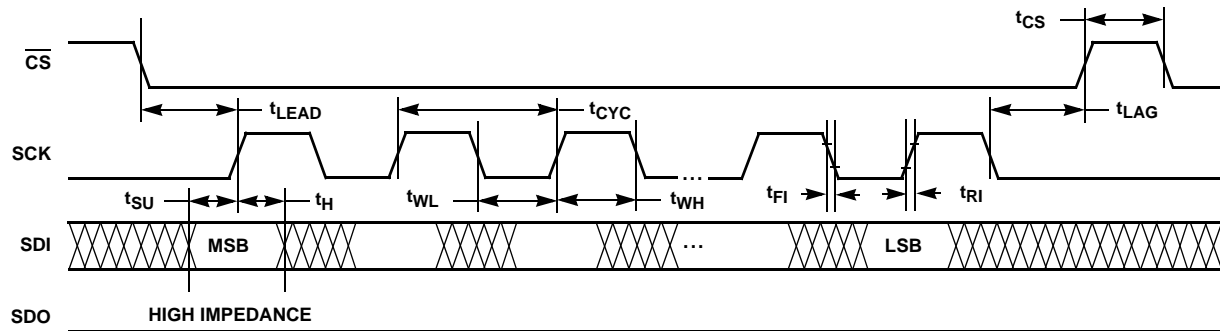 tCS
CS
tLEAD
tCYC
tLAG
SCK
...
tSU
tH
tWL
tWH
tFI
tRI
SDI
MSB
...
LSB
SDO
HIGH IMPEDANCE